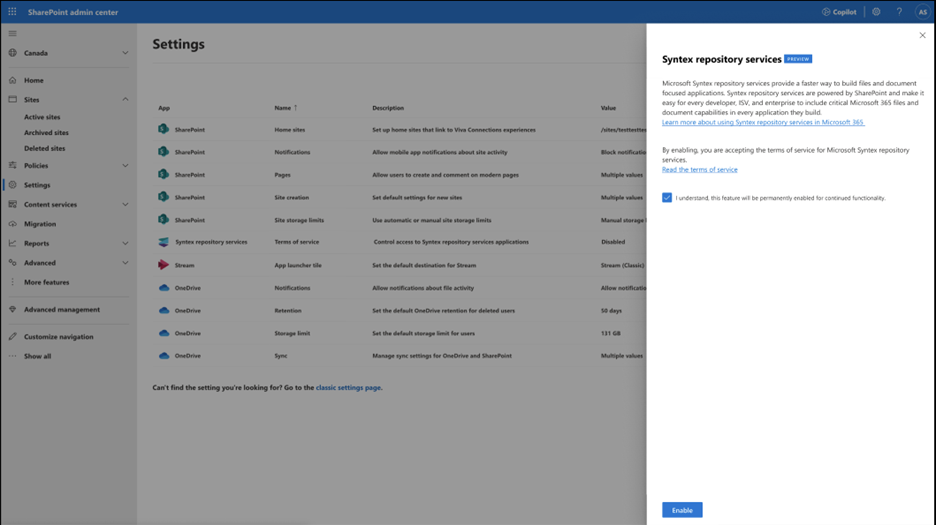 SharePoint admin center
Copilot
?
AS
Canada
Home
Sites
Active sites
Archived sites
Deleted sites
Policies
Settings
Content services
Migration
Reports
Advanced
More features
Advanced management
Customize navigation
Show all
Settings
App Name ↑ Description Value
SharePoint Home sites Set up home sites that link to Viva Connections experiences /sites/testtesttes
SharePoint Notifications Allow mobile app notifications about site activity Block notificatio
SharePoint Pages Allow users to create and comment on modern pages Multiple values
SharePoint Site creation Set default settings for new sites Multiple values
SharePoint Site storage limits Use automatic or manual site storage limits Manual storage l
Syntex repository services Terms of service Control access to Syntex repository services applications Disabled
Stream App launcher tile Set the default destination for Stream Stream (Classic)
OneDrive Notifications Allow notifications about file activity Allow notificatio
OneDrive Retention Set the default OneDrive retention for deleted users 50 days
OneDrive Storage limit Set the default storage limit for users 131 GB
OneDrive Sync Manage sync settings for OneDrive and SharePoint Multiple values
Can't find the setting you're looking for? Go to the classic settings page.
Syntex repository services PREVIEW
Microsoft Syntex repository services provide a faster way to build files and document
focused applications. Syntex repository services are powered by SharePoint and make it
easy for every developer, ISV, and enterprise to include critical Microsoft 365 files and
document capabilities in every application they build.
Learn more about using Syntex repository services in Microsoft 365.
By enabling, you are accepting the terms of service for Microsoft Syntex repository
services.
Read the terms of service
I understand, this feature will be permanently enabled for continued functionality.
Enable